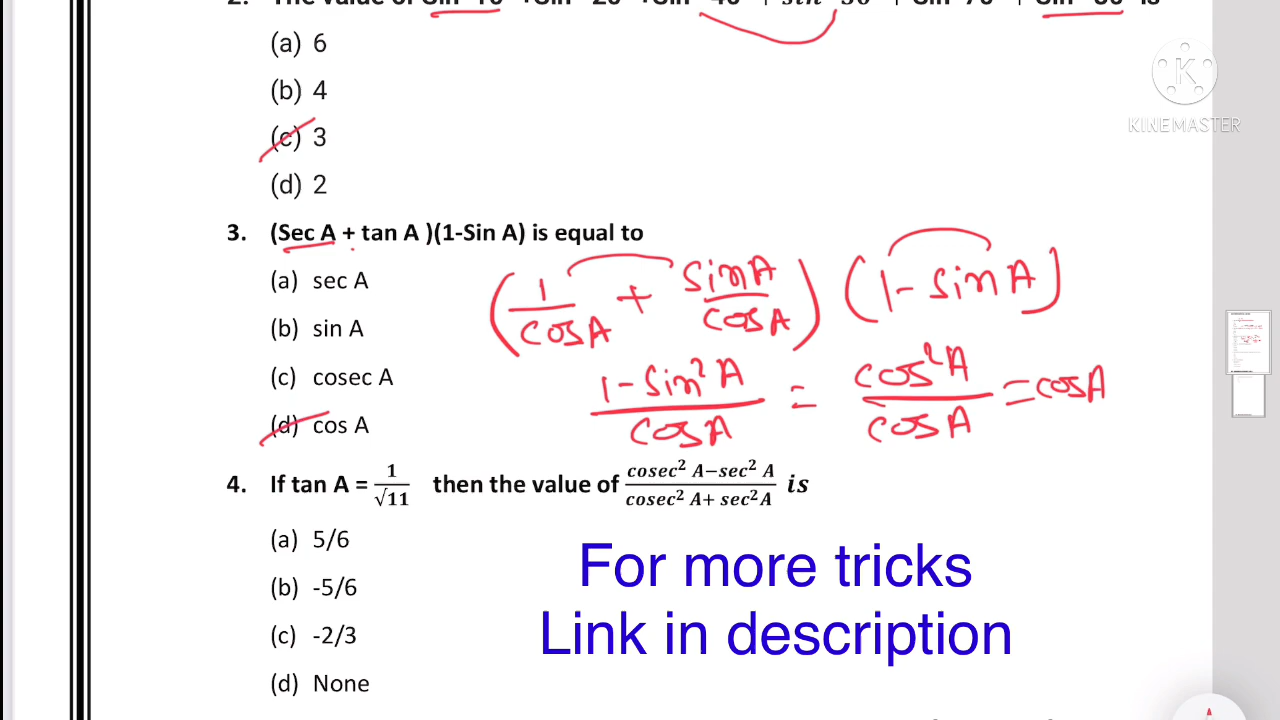 (a) 6
(b) 4
(c) 3
(d) 2
KINEMASTER
3. (Sec A + tan A )(1-Sin A) is equal to
(a) sec A
(b) sin A
(c) cosec A
(d) cos A
(1/cosA + sinA/cosA) (1-sinA)
1-sin²A/cosA = cos²A/cosA = cosA
4. If tan A = 1/√11 then the value of cosec² A−sec² A/cosec² A+ sec²A is
(a) 5/6
(b) -5/6
(c) -2/3
(d) None
For more tricks
Link in description